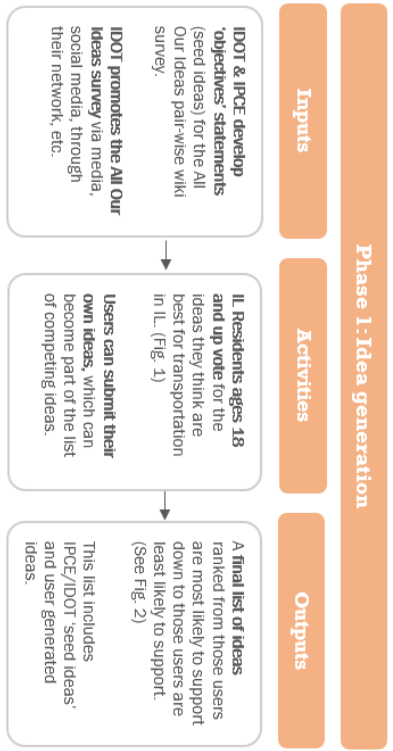 Phase 1: Idea generation
Inputs
IDOT & IPCE develop
'objectives' statements
(seed ideas) for the All
Our Ideas pair-wise wiki
survey.
IDOT promotes the All Our
Ideas survey via media,
social media, through
their network, etc.
Activities
IL Residents ages 18
and up vote for the
ideas they think are
best for transportation
in IL. (Fig. 1)
Users can submit their
own ideas, which can
become part of the list
of competing ideas.
Outputs
A final list of ideas
ranked from those users
are most likely to support
down to those users are
least likely to support.
(See Fig. 2)
This list includes
IPCE/IDOT 'seed ideas'
and user generated
ideas.